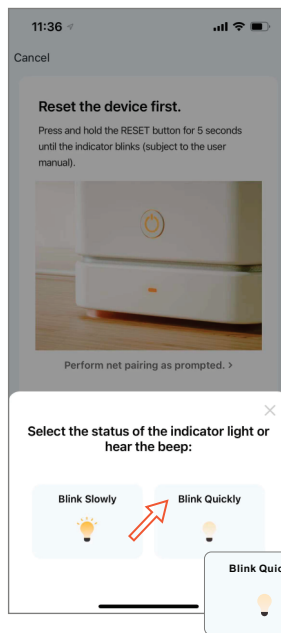 11:36
Cancel
Reset the device first.
Press and hold the RESET button for 5 seconds
until the indicator blinks (subject to the user
manual).
Perform net pairing as prompted. >
Select the status of the indicator light or
hear the beep:
Blink Slowly
Blink Quickly
Blink Quic